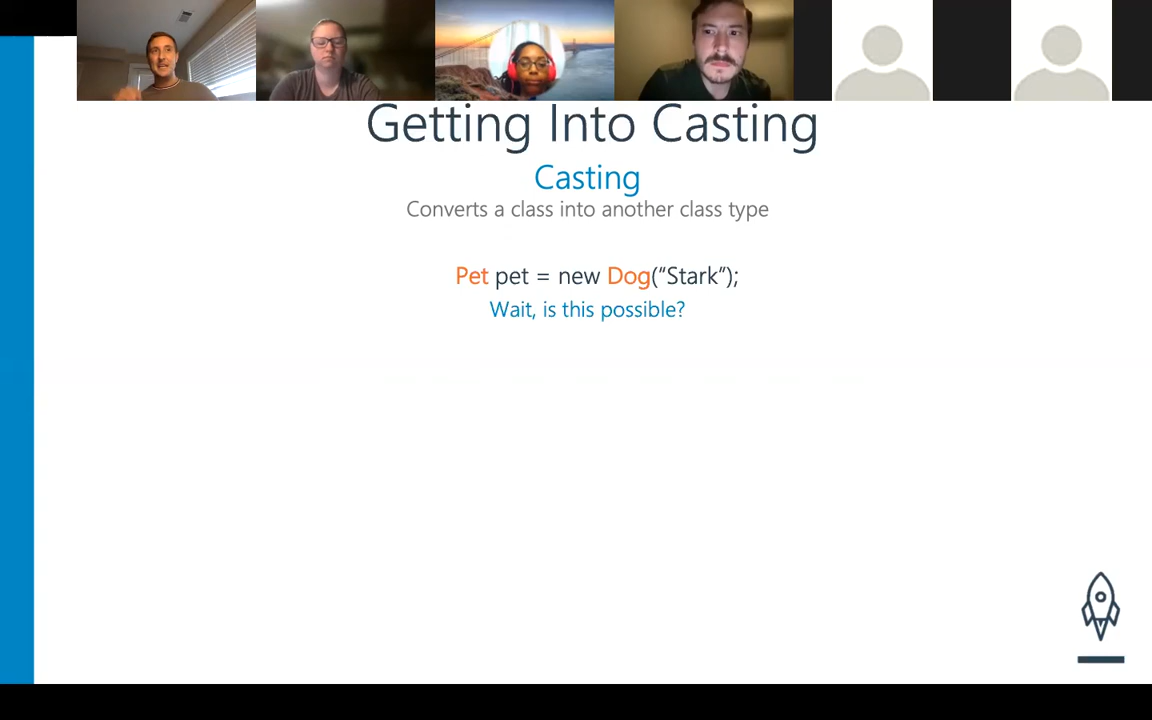 Getting Into Casting
Casting
Converts a class into another class type
Pet pet = new Dog(“Stark”);
Wait, is this possible?